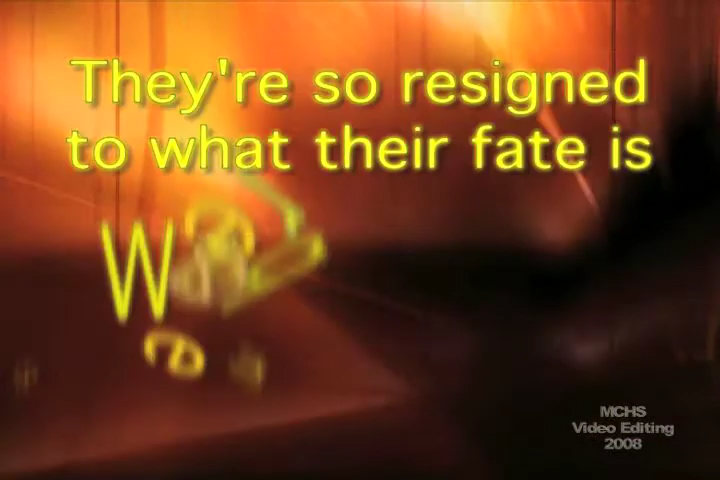 They're so resigned
to what their fate is
W
e
MCHS
Video Editing
2008